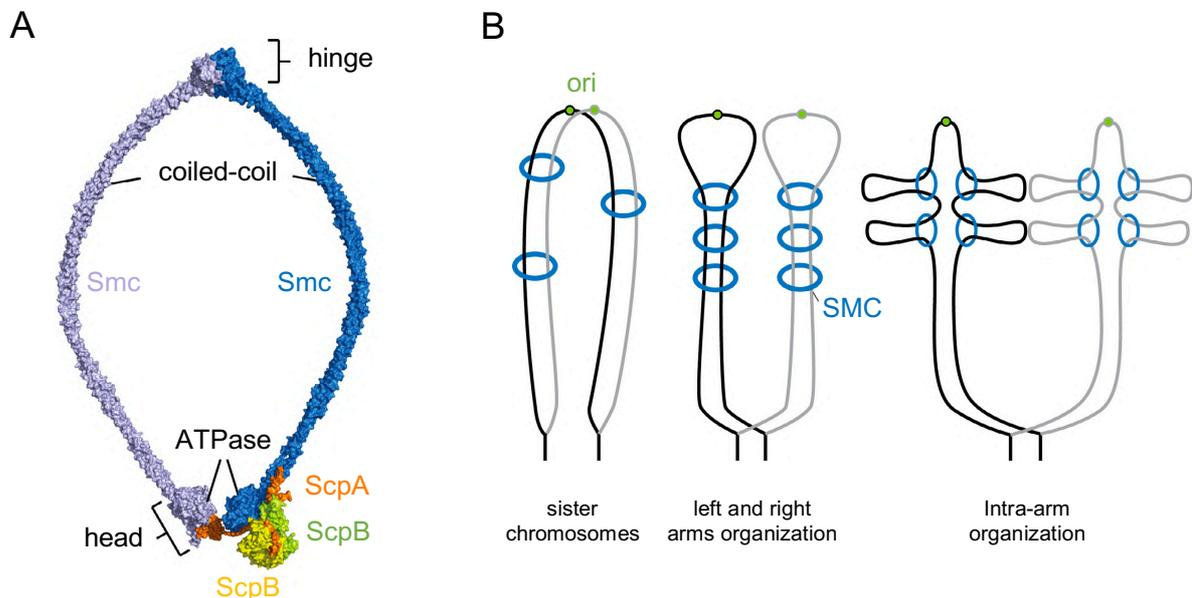 A
hinge
coiled-coil
Smc
Smc
ATPase
ScpA
head
ScpB
ScpB
B
ori
SMC
sister
chromosomes
left and right
arms organization
Intra-arm
organization